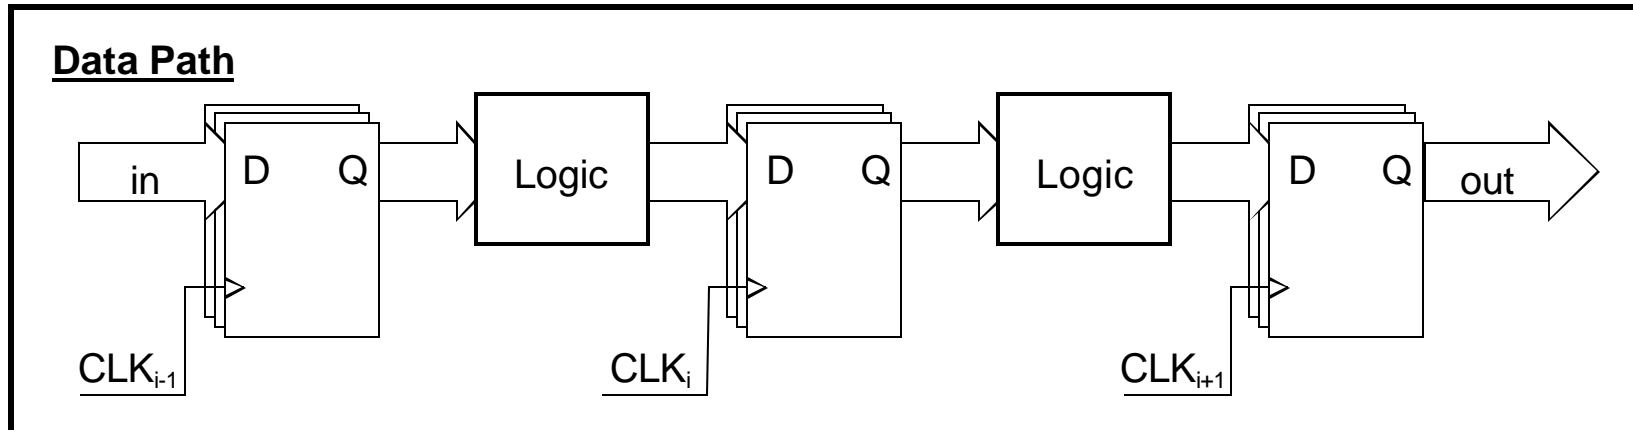 Data Path
in D Q Logic D Q Logic D Q out
CLKi-1 CLKi CLKi+1